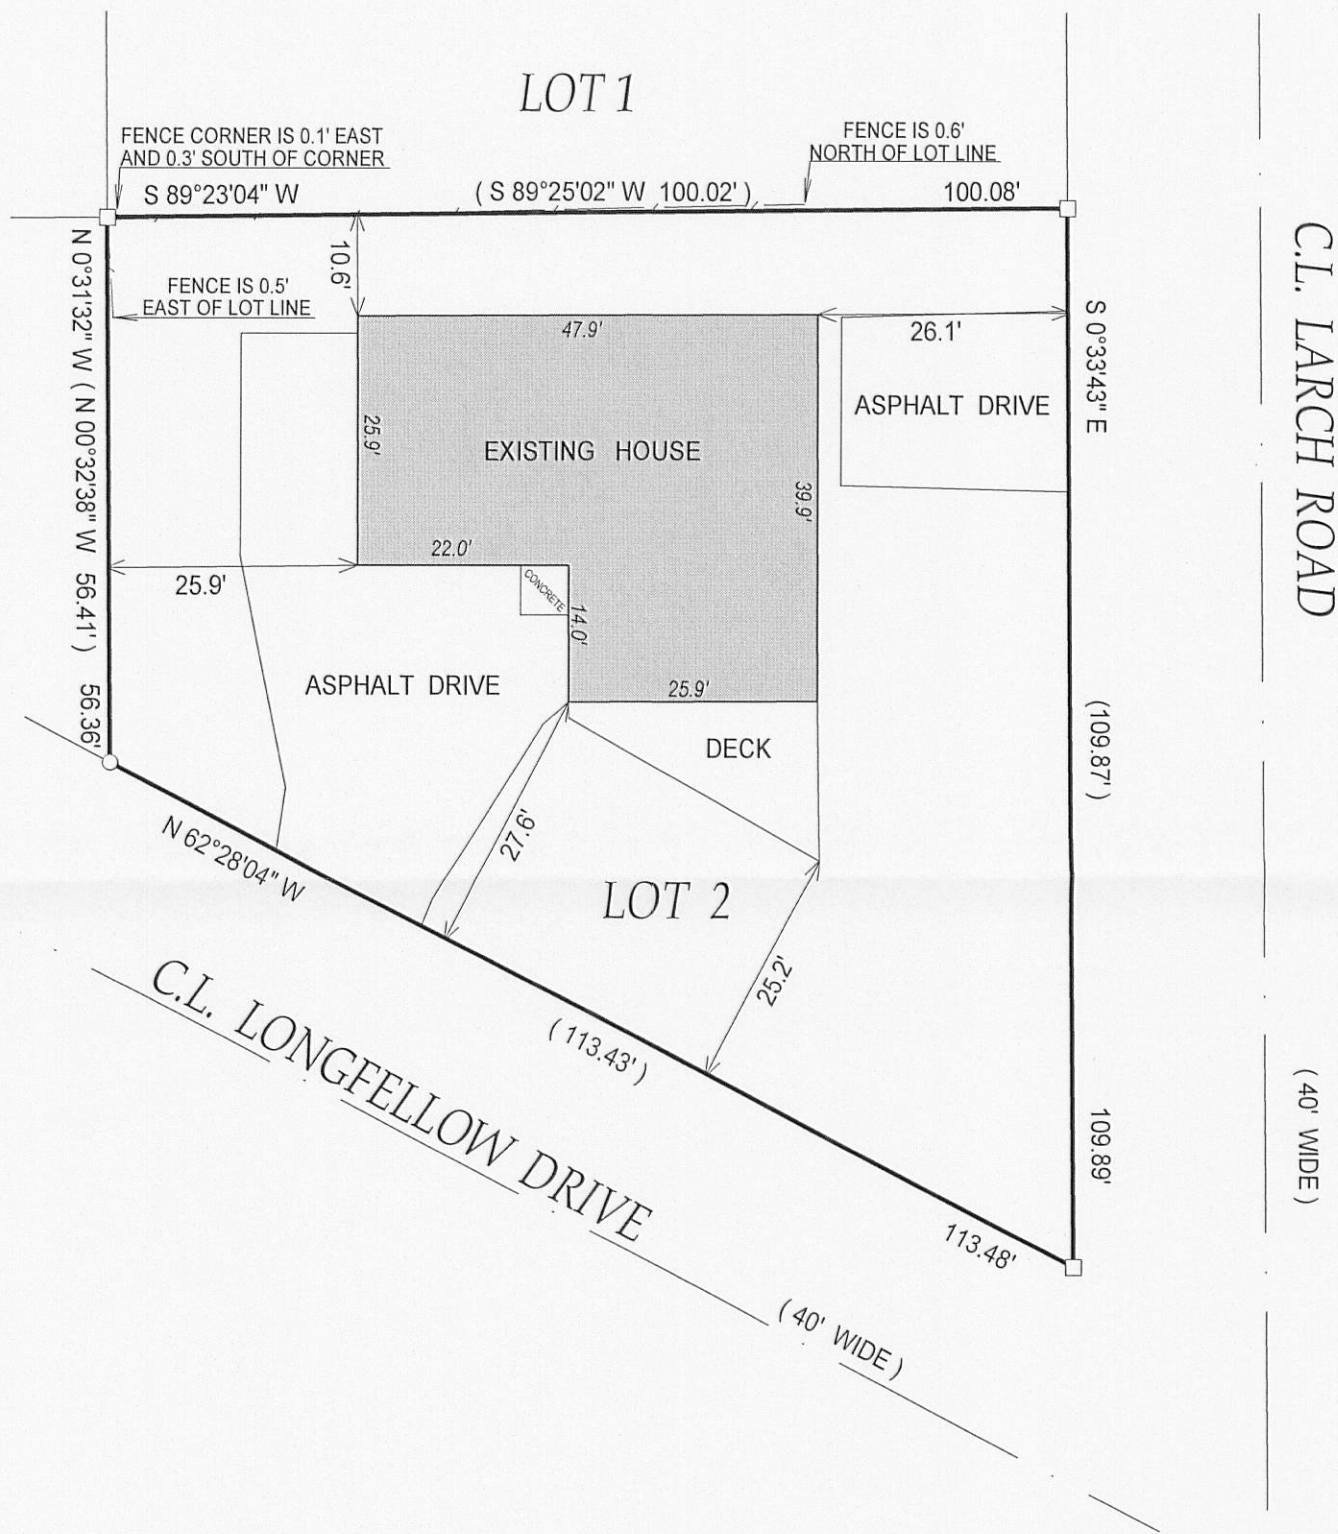 LOT 1
FENCE CORNER IS 0.1' EAST
AND 0.3' SOUTH OF CORNER
FENCE IS 0.6'
NORTH OF LOT LINE
S 89°23'04" W
( S 89°25'02" W 100.02' )
100.08'
10.6'
N 0°31'32" W ( N 00°32'38" W 56.41' )
56.36'
FENCE IS 0.5'
EAST OF LOT LINE
47.9'
26.1'
S 0°33'43" E
C.L. LARCH ROAD
ASPHALT DRIVE
25.9'
EXISTING HOUSE
39.9'
22.0'
25.9'
CONCRETE
14.0'
ASPHALT DRIVE
25.9'
DECK
(109.87')
27.6'
N 62°28'04" W
LOT 2
25.2'
C.L. LONGFELLOW DRIVE
( 113.43' )
109.89'
( 40' WIDE )
113.48'
( 40' WIDE )